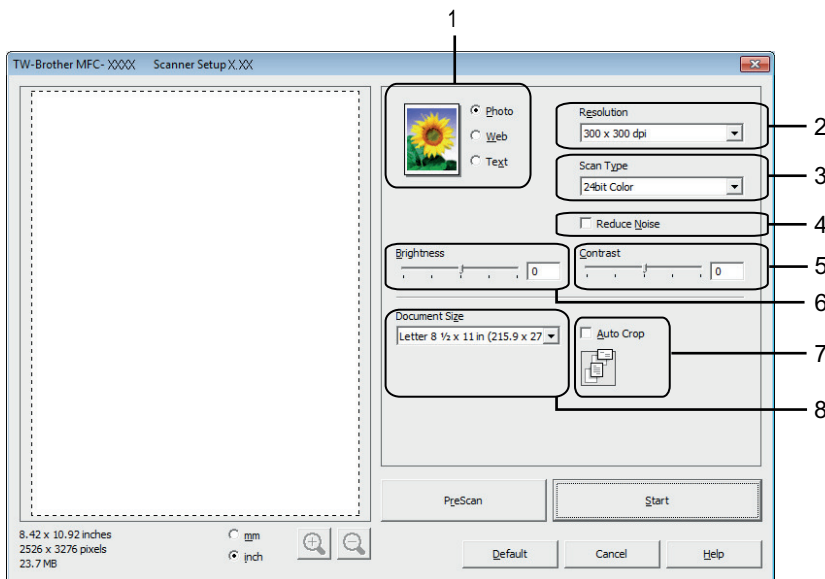 1
TW-Brother MFC- XXXX Scanner Setup X.XX
Photo
Web
Text
Resolution
300 x 300 dpi
2
Scan Type
24bit Color
3
Reduce Noise
4
Brightness
0
Contrast
0
5
6
Document Size
Letter 8 ½ x 11 in (215.9 x 27
Auto Crop
7
8
PreScan
Start
8.42 x 10.92 inches
2526 x 3276 pixels
23.7 MB
mm
inch
Default
Cancel
Help